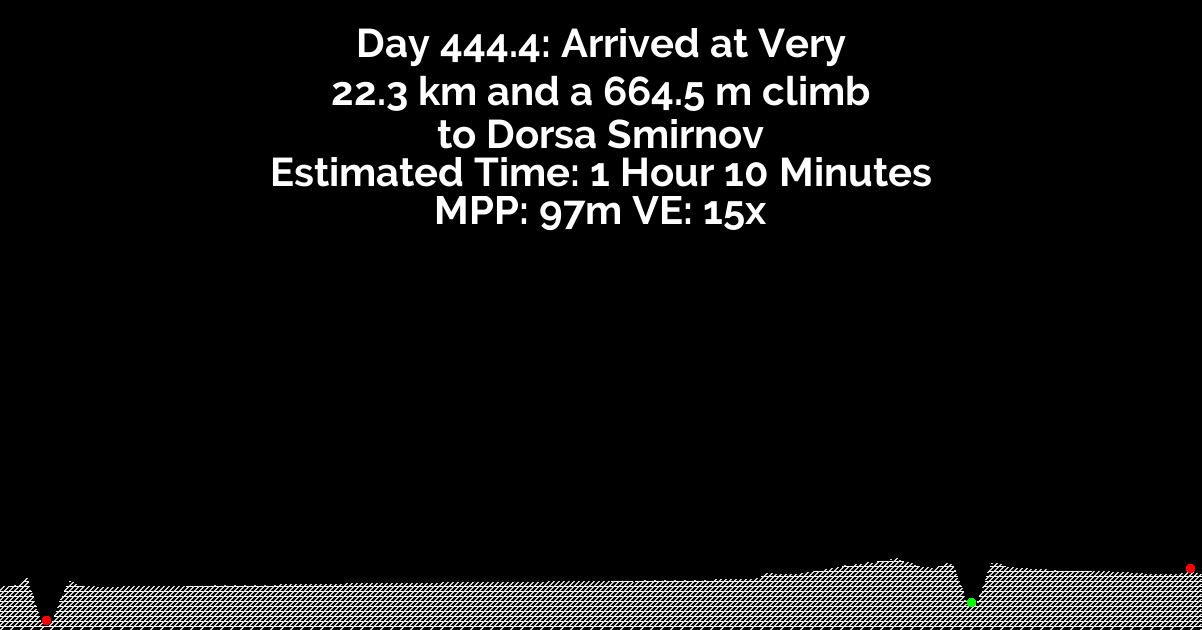 Day 444.4: Arrived at Very
22.3 km and a 664.5 m climb
to Dorsa Smirnov
Estimated Time: 1 Hour 10 Minutes
MPP: 97m VE: 15x